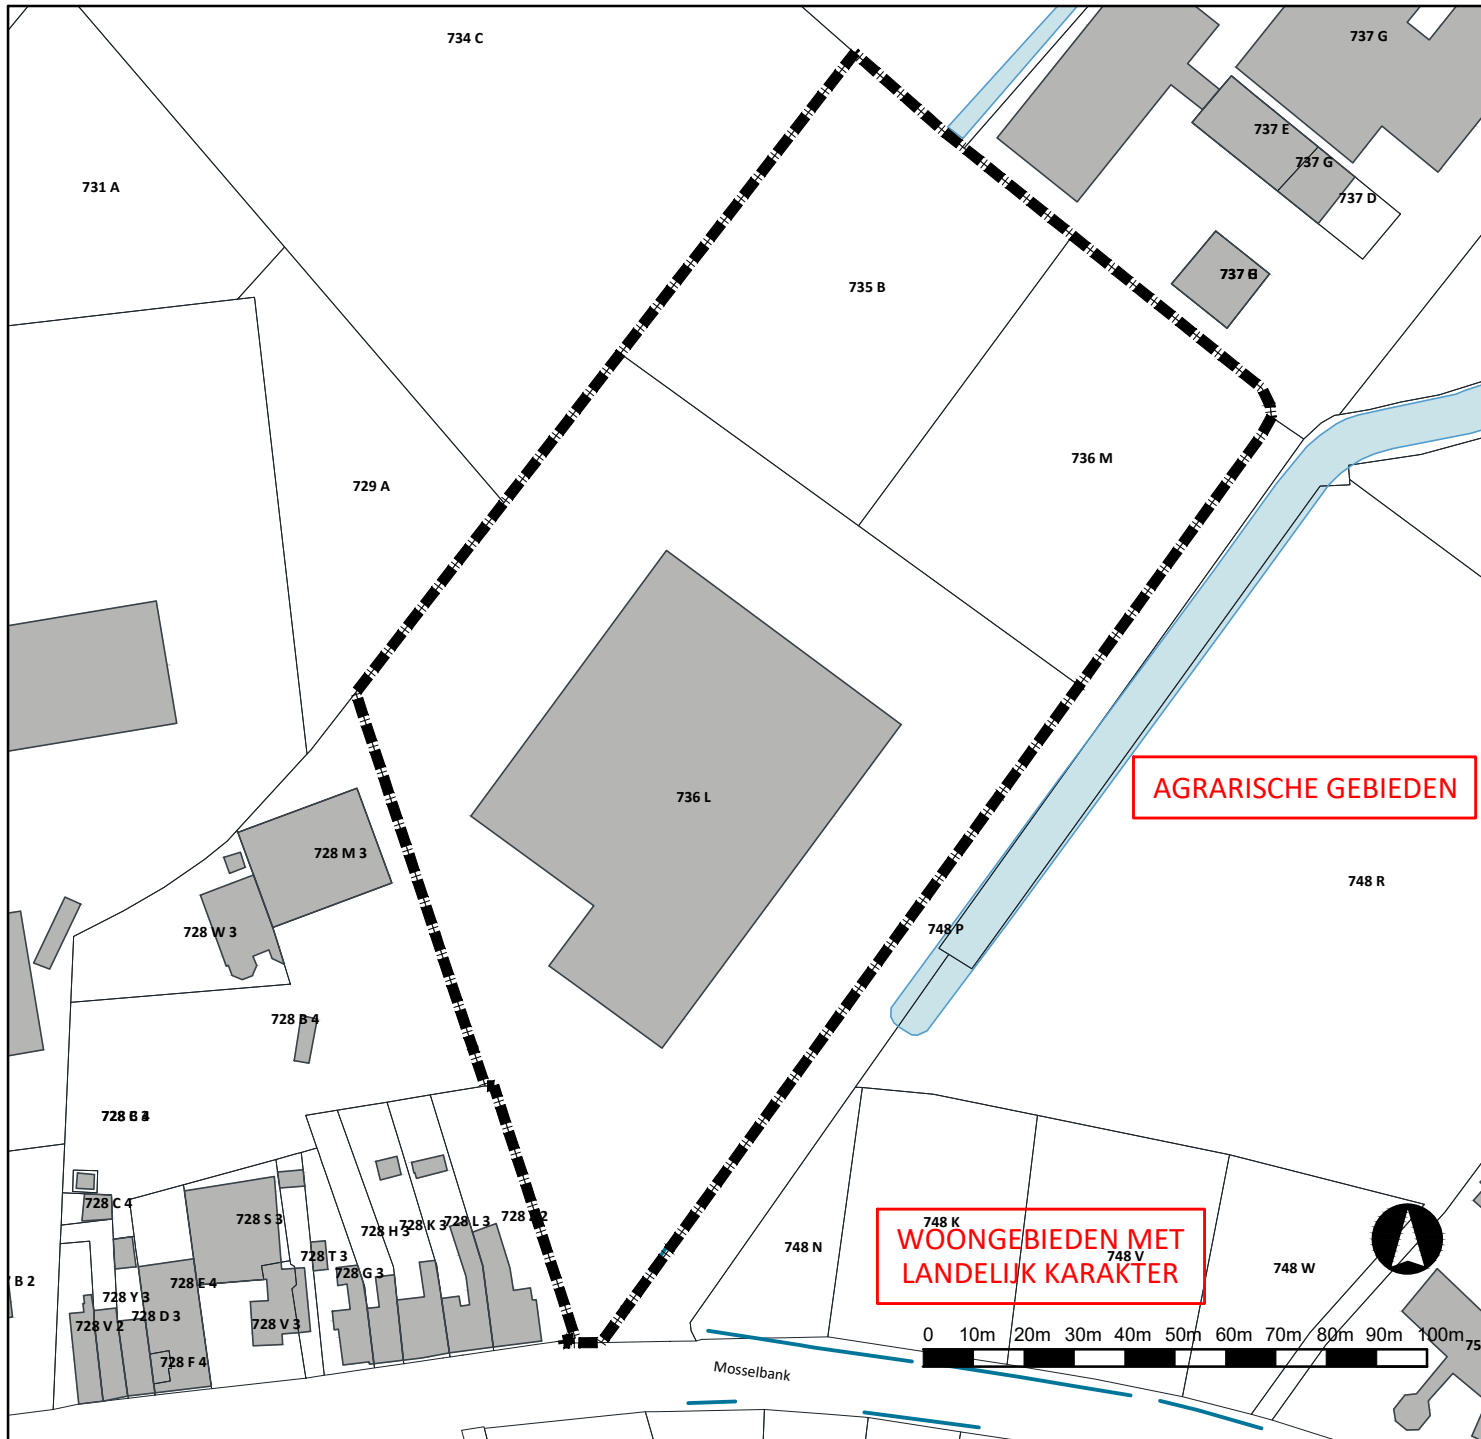 734 C
737 G
737 E
737 G
737 D
731 A
735 B
729 A
736 M
AGRARISCHE GEBIEDEN
736 L
728 M 3
748 R
728 W 3
748 P
728 B 4
728 C 4
728 S 3
728 H 3
728 K 3
728 L 3
748 K
WOONGEBIEDEN MET
LANDELIJK KARAKTER
748 N
748 V
748 W
728 T 3
728 G 3
B 2
728 E 4
728 Y 3
728 D 3
728 V 2
728 V 3
728 F 4
0 10m 20m 30m 40m 50m 60m 70m 80m 90m 100m
Mosselbank